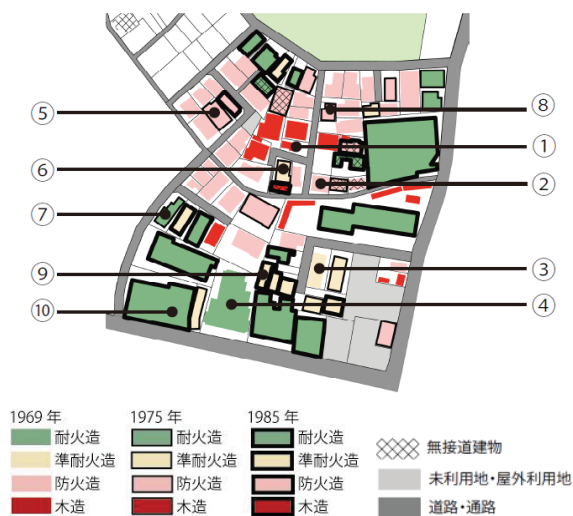 ⑤
⑧
①
⑥
②
⑦
③
⑨
④
⑩
1969 年
耐火造
準耐火造
防火造
木造
1975 年
耐火造
準耐火造
防火造
木造
1985 年
耐火造
準耐火造
防火造
木造
無接道建物
未利用地・屋外利用地
道路・通路